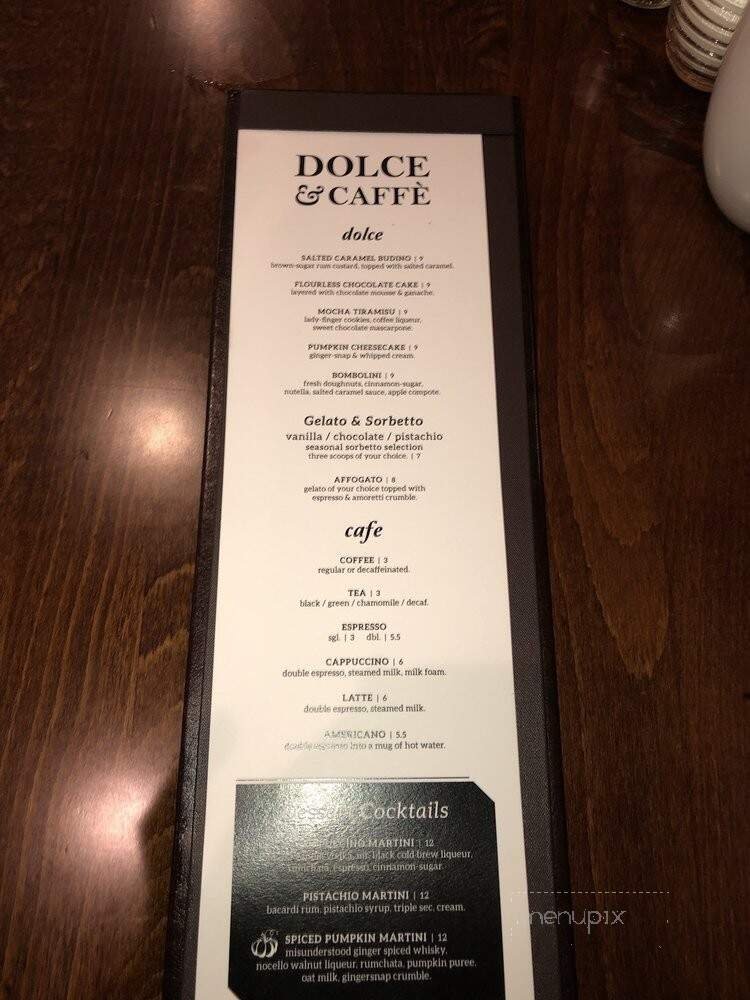 DOLCE
& CAFFÈ
dolce
SALTED CARAMEL BUDINO | 9
brown-sugar rum custard, topped with salted caramel.
FLOURLESS CHOCOLATE CAKE | 9
layered with chocolate mousse & ganache.
MOCHA TIRAMISU | 9
lady-finger cookies, coffee liqueur,
sweet chocolate mascarpone.
PUMPKIN CHEESECAKE | 9
ginger-snap & whipped cream.
BOMBOLINI | 9
fresh doughnuts, cinnamon-sugar,
nutella, salted caramel sauce, apple compote.
Gelato & Sorbetto
vanilla / chocolate / pistachio
seasonal sorbetto selection
three scoops of your choice. | 7
AFFOGATO | 8
gelato of your choice topped with
espresso & amoretti crumble.
cafe
COFFEE | 3
regular or decaffeinated.
TEA | 3
black / green / chamomile / decaf.
ESPRESSO
sgl. | 3 dbl. | 5.5
CAPPUCCINO | 6
double espresso, steamed milk, milk foam.
LATTE | 6
double espresso, steamed milk.
AMERICANO | 5.5
double espresso into a mug of hot water.
Cocktails
MARTINI | 12
black cold-brew liqueur,
espresso, cinnamon-sugar.
PISTACHIO MARTINI | 12
bacardi rum, pistachio syrup, triple sec, cream.
SPICED PUMPKIN MARTINI | 12
misunderstood ginger spiced whisky,
nocello walnut liqueur, rumchata, pumpkin puree,
oat milk, gingersnap crumble.
menupix